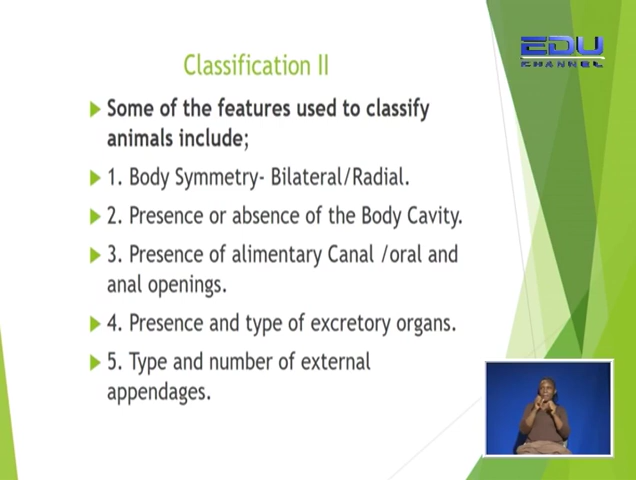 EDU
CHANNEL
Classification II
Some of the features used to classify
animals include;
1. Body Symmetry- Bilateral/Radial.
2. Presence or absence of the Body Cavity.
3. Presence of alimentary Canal /oral and
anal openings.
4. Presence and type of excretory organs.
5. Type and number of external
appendages.